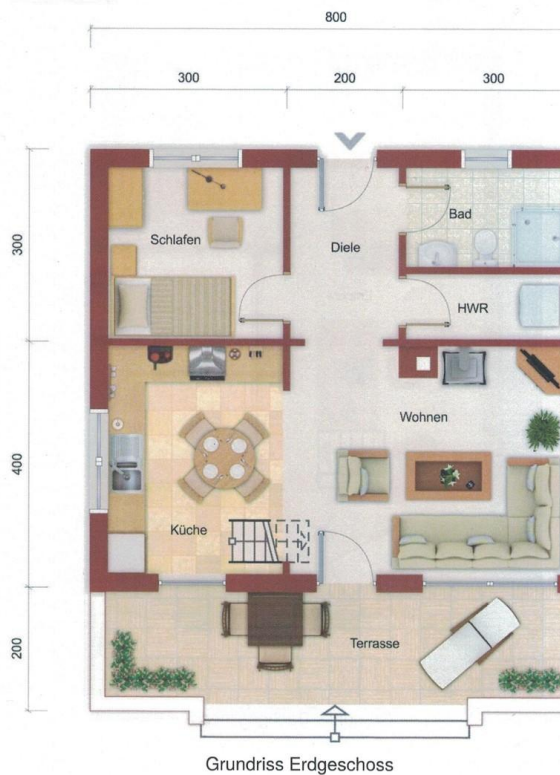 800
300
200
300
300
Schlafen
Diele
Bad
HWR
400
Wohnen
Küche
200
Terrasse
Grundriss Erdgeschoss